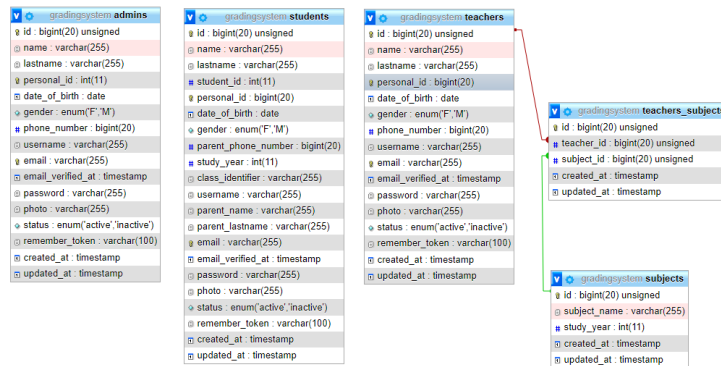 gradingsystem admins
id : bigint(20) unsigned
name : varchar(255)
lastname : varchar(255)
personal_id : int(11)
date_of_birth : date
gender : enum('F','M')
phone_number : bigint(20)
username : varchar(255)
email : varchar(255)
email_verified_at : timestamp
password : varchar(255)
photo : varchar(255)
status : enum('active','inactive')
remember_token : varchar(100)
created_at : timestamp
updated_at : timestamp
gradingsystem students
id : bigint(20) unsigned
name : varchar(255)
lastname : varchar(255)
student_id : int(11)
personal_id : bigint(20)
date_of_birth : date
gender : enum('F','M')
parent_phone_number : bigint(20)
study_year : int(11)
class_identifier : varchar(255)
username : varchar(255)
parent_name : varchar(255)
parent_lastname : varchar(255)
email : varchar(255)
email_verified_at : timestamp
password : varchar(255)
photo : varchar(255)
status : enum('active','inactive')
remember_token : varchar(100)
created_at : timestamp
updated_at : timestamp
gradingsystem teachers
id : bigint(20) unsigned
name : varchar(255)
lastname : varchar(255)
personal_id : bigint(20)
date_of_birth : date
gender : enum('F','M')
phone_number : bigint(20)
username : varchar(255)
email : varchar(255)
email_verified_at : timestamp
password : varchar(255)
photo : varchar(255)
status : enum('active','inactive')
remember_token : varchar(100)
created_at : timestamp
updated_at : timestamp
gradingsystem teachers_subjects
id : bigint(20) unsigned
teacher_id : bigint(20) unsigned
subject_id : bigint(20) unsigned
created_at : timestamp
updated_at : timestamp
gradingsystem subjects
id : bigint(20) unsigned
subject_name : varchar(255)
study_year : int(11)
created_at : timestamp
updated_at : timestamp